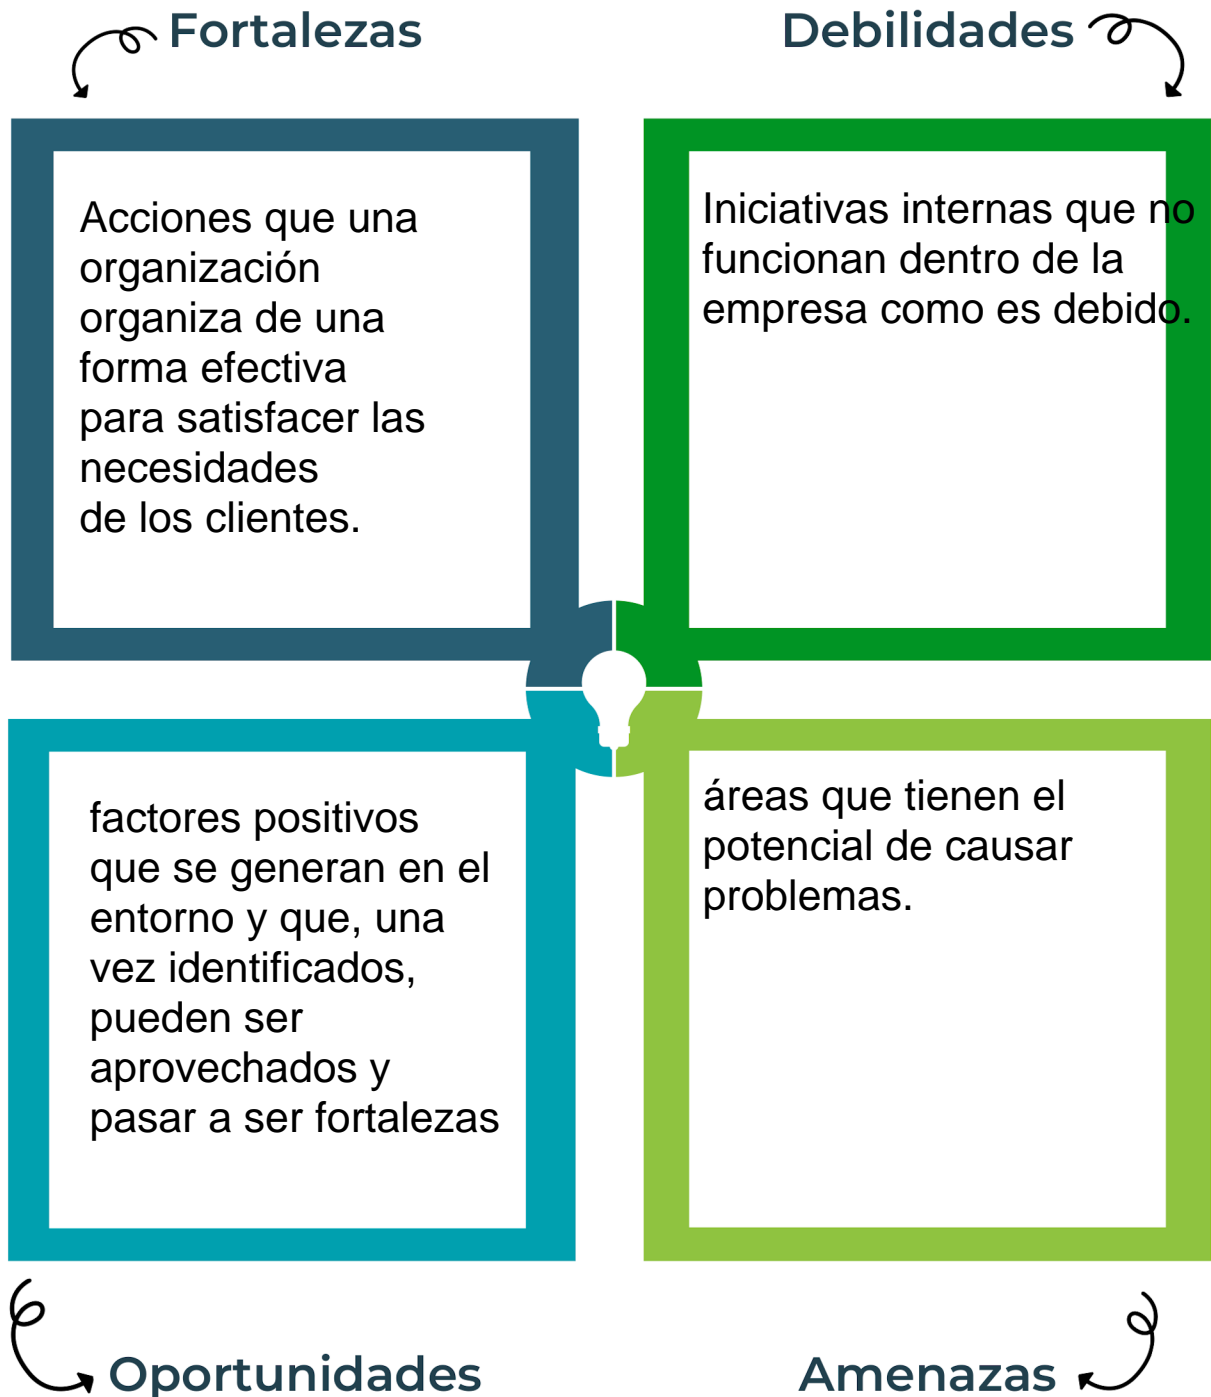 Fortalezas
Acciones que una
organización
organiza de una
forma efectiva
para satisfacer las
necesidades
de los clientes.
Debilidades
Iniciativas internas que no
funcionan dentro de la
empresa como es debido.
factores positivos
que se generan en el
entorno y que, una
vez identificados,
pueden ser
aprovechados y
pasar a ser fortalezas
Oportunidades
áreas que tienen el
potencial de causar
problemas.
Amenazas